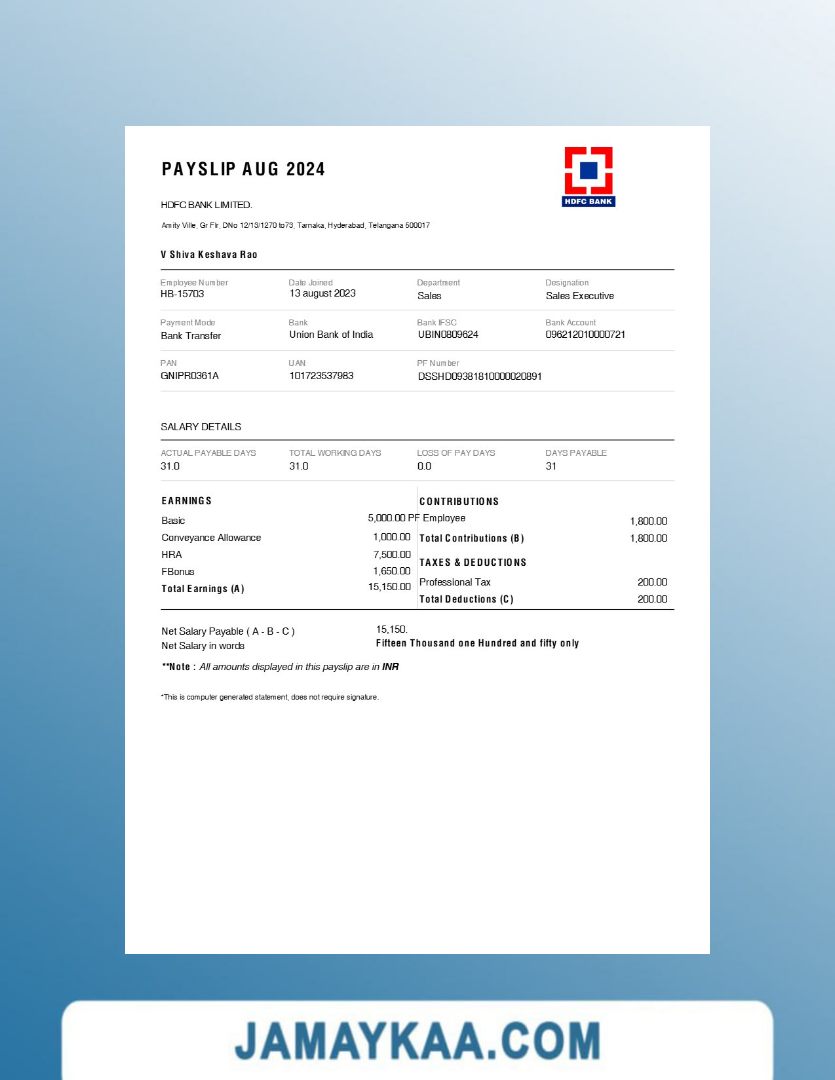 PAYSLIP AUG 2024
HDFC BANK
HDFC BANK LIMITED.
Amity Ville, Gr Flr, DNo 12/13/1270 to73, Tarnaka, Hyderabad, Telangana 500017
V Shiva Keshava Rao
Employee Number Date Joined Department Designation
HB-15703 13 august 2023 Sales Sales Executive
Payment Mode Bank Bank IFSC Bank Account
Bank Transfer Union Bank of India UBIN0809624 096212010000721
PAN UAN PF Number
GNIPR0361A 101723537983 DSSHD09381810000020891
SALARY DETAILS
ACTUAL PAYABLE DAYS TOTAL WORKING DAYS LOSS OF PAY DAYS DAYS PAYABLE
31.0 31.0 0.0 31
EARNINGS CONTRIBUTIONS
Basic 5,000.00 PF Employee 1,800.00
Conveyance Allowance 1,000.00 Total Contributions (B) 1,800.00
HRA 7,500.00 TAXES & DEDUCTIONS
FBonus 1,650.00 Professional Tax 200.00
Total Earnings (A) 15,150.00 Total Deductions (C) 200.00
Net Salary Payable ( A - B - C ) 15,150.
Net Salary in words Fifteen Thousand one Hundred and fifty only
**Note : All amounts displayed in this payslip are in INR
*This is computer generated statement, does not require signature.
JAMAYKAA.COM